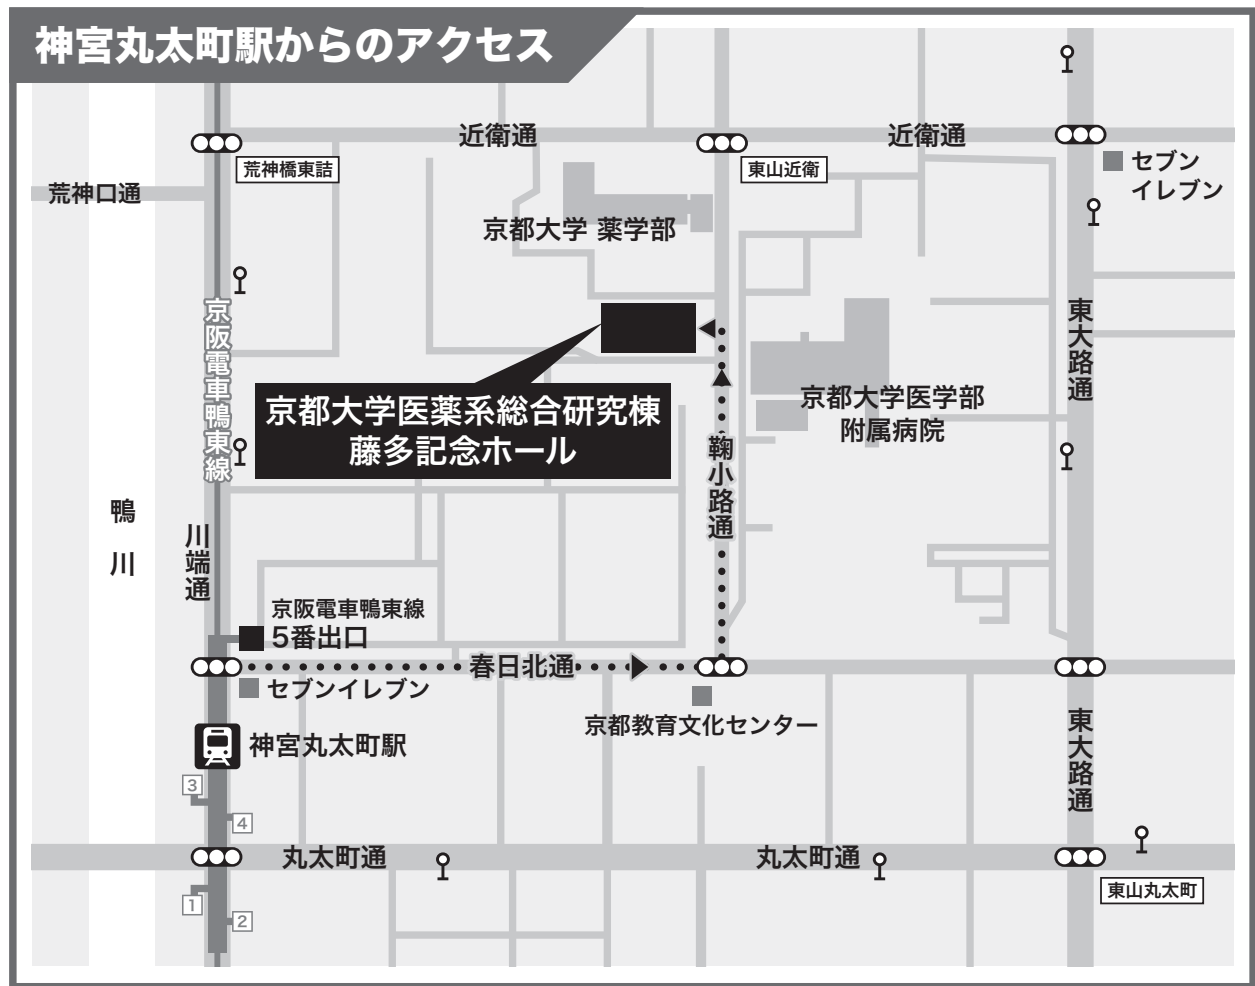 神宮丸太町駅からのアクセス
近衛通
近衛通
荒神橋東詰
東山近衛
セブン
イレブン
荒神口通
京都大学 薬学部
京阪電車鴨東線
東大路通
京都大学医薬系総合研究棟
藤多記念ホール
京都大学医学部
附属病院
鞠小路通
鴨川
川端通
京阪電車鴨東線
5番出口
春日北通
セブンイレブン
京都教育文化センター
神宮丸太町駅
東大路通
3
4
丸太町通
丸太町通
東山丸太町
1
2